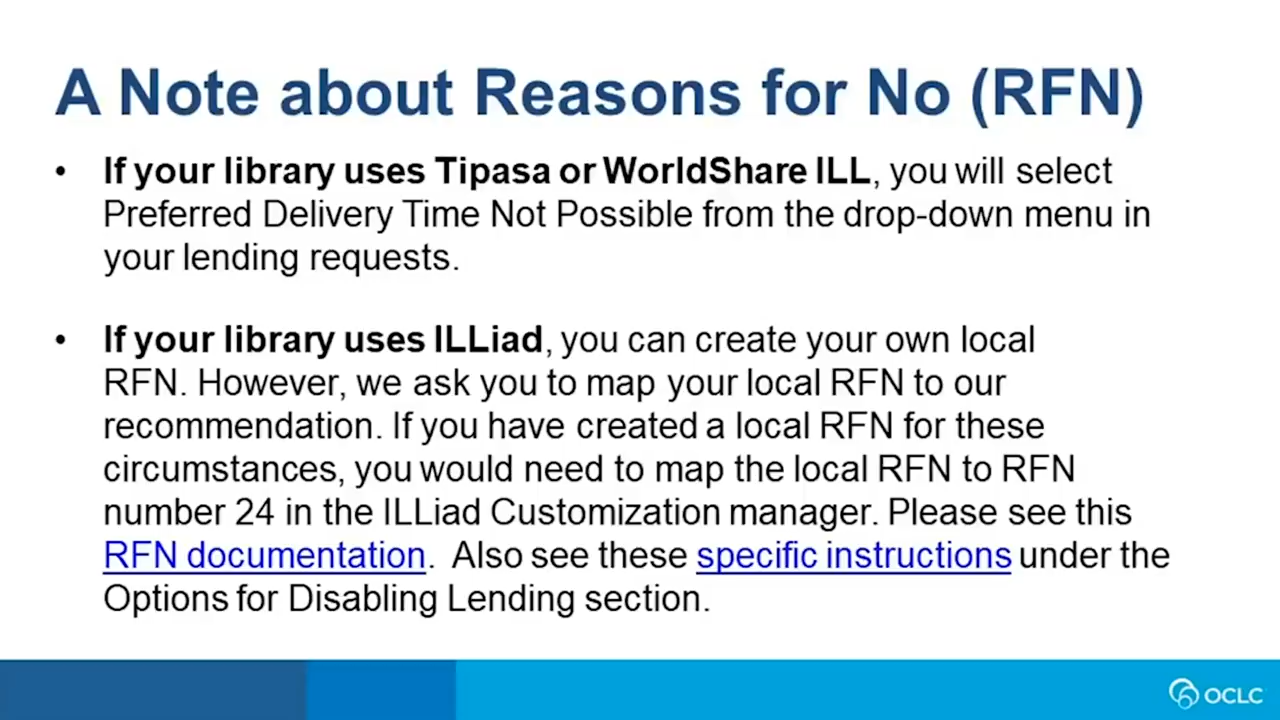 A Note about Reasons for No (RFN)
• If your library uses Tipasa or WorldShare ILL, you will select
Preferred Delivery Time Not Possible from the drop-down menu in
your lending requests.
• If your library uses ILLiad, you can create your own local
RFN. However, we ask you to map your local RFN to our
recommendation. If you have created a local RFN for these
circumstances, you would need to map the local RFN to RFN
number 24 in the ILLiad Customization manager. Please see this
RFN documentation. Also see these specific instructions under the
Options for Disabling Lending section.
OCLC